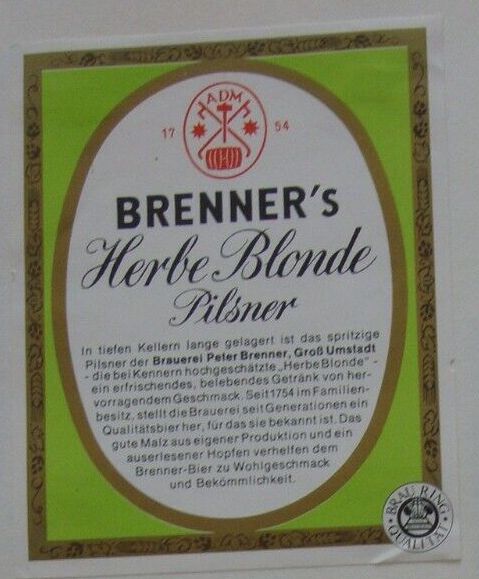 ADM
17 54
BRENNER'S
Herbe Blonde
Pilsner
In tiefen Kellern lange gelagert ist das spritzige
Pilsner der Brauerei Peter Brenner, Groß Umstadt
- die bei Kennern hochgeschätzte „Herbe Blonde" -
ein erfrischendes, belebendes Getränk von her-
vorragendem Geschmack. Seit 1754 im Familien-
besitz, stellt die Brauerei seit Generationen ein
Qualitätsbier her, für das sie bekannt ist. Das
gute Malz aus eigener Produktion und ein
auserlesener Hopfen verhelfen dem
Brenner-Bier zu Wohlgeschmack
und Bekömmlichkeit.
BRAU RING
QUALITÄT